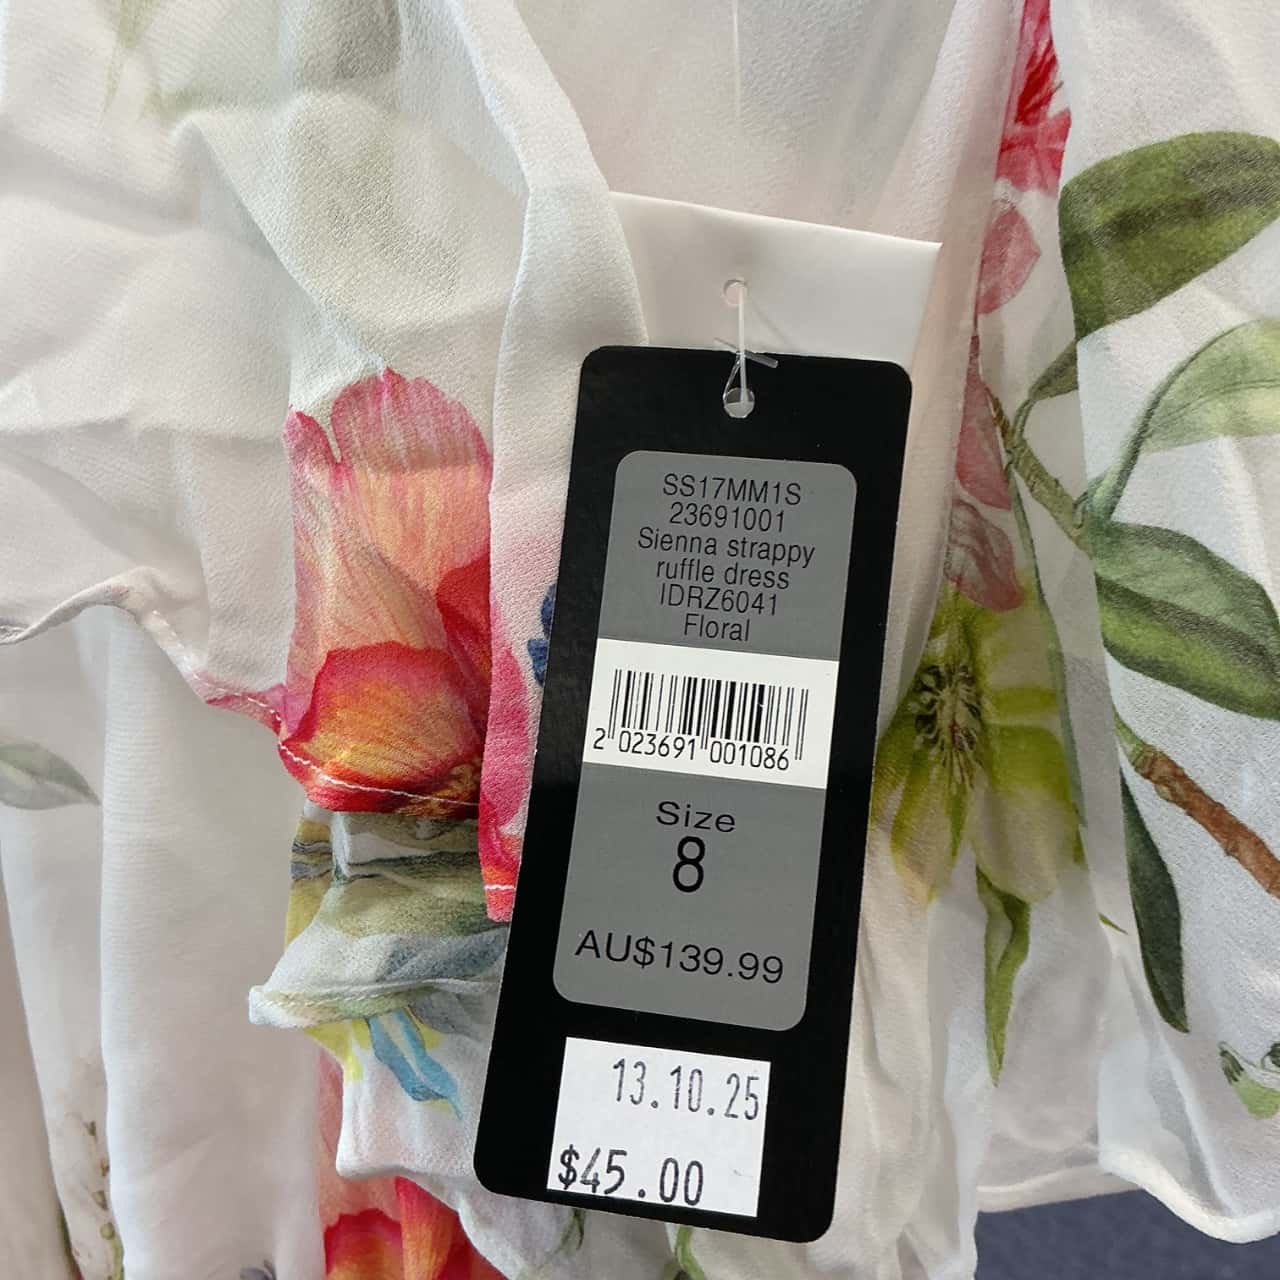 SS17MM1S
23691001
Sienna strappy
ruffle dress
IDRZ6041
Floral
2 023691 001086
Size
8
AU$139.99
13.10.25
$45.00